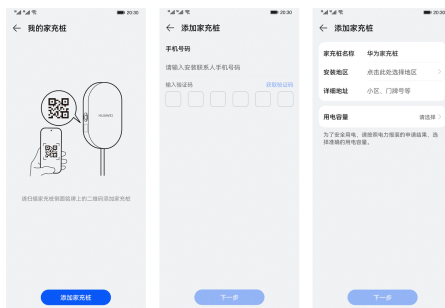 20:30
我的家充桩
HUAWEI
请扫描家充桩侧面铭牌上的二维码添加家充桩
添加家充桩
20:30
添加家充桩
手机号码
请输入安装联系人手机号码
输入验证码
获取验证码
下一步
20:30
添加家充桩
家充桩名称 华为家充桩
安装地区 点击此处选择地区
详细地址 小区、门牌号等
用电容量 请选择
为了安全用电，请按照电力报装的申请结果，选
择准确的用电容量。
下一步